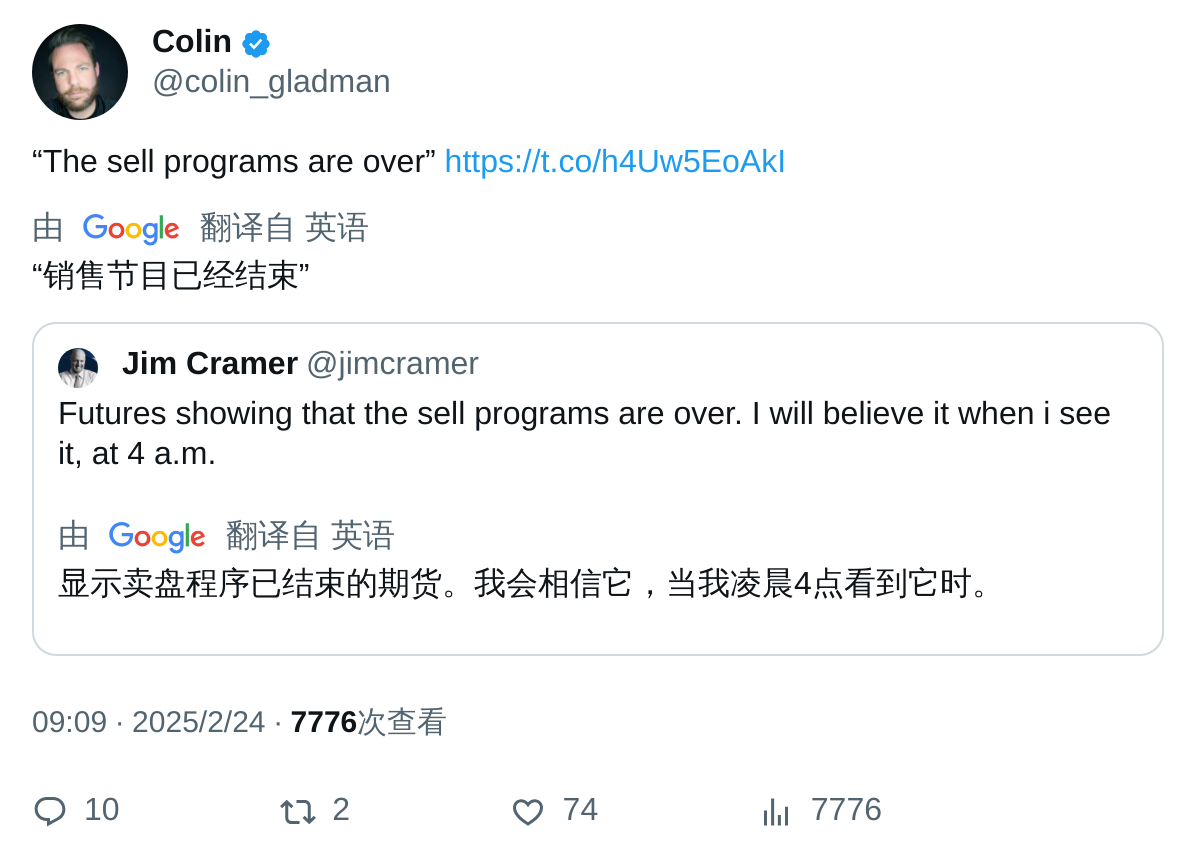 Colin
@colin_gladman
“The sell programs are over” https://t.co/h4Uw5EoAkI
由 Google 翻译自 英语
“销售节目已经结束”
Jim Cramer @jimcramer
Futures showing that the sell programs are over. I will believe it when i see
it, at 4 a.m.
由 Google 翻译自 英语
显示卖盘程序已结束的期货。我会相信它，当我凌晨4点看到它时。
09:09 · 2025/2/24 · 7776次查看
10 2 74 7776